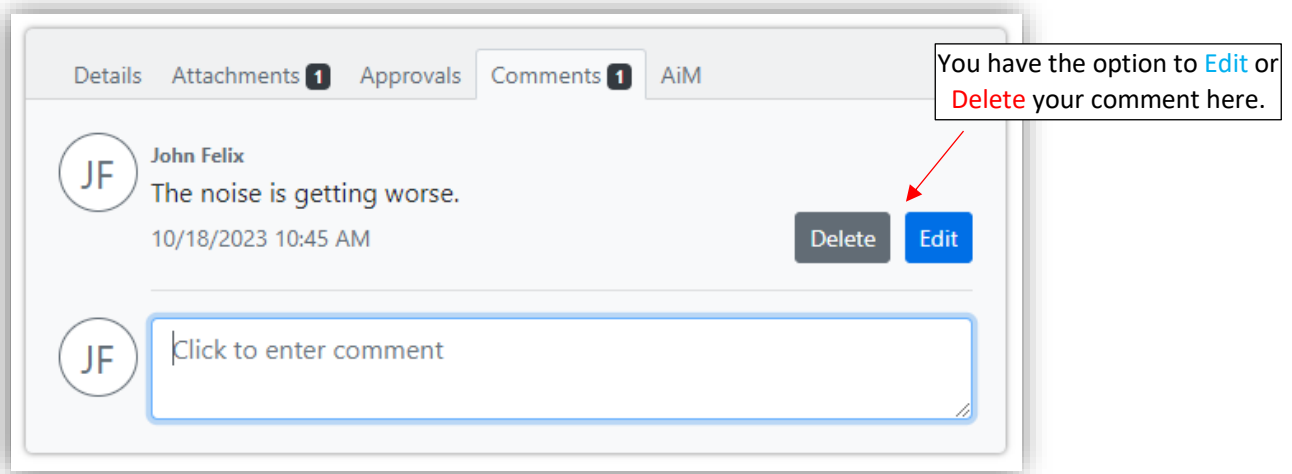 Details Attachments 1 Approvals Comments 1 AiM
You have the option to Edit or
Delete your comment here.
JF
John Felix
The noise is getting worse.
10/18/2023 10:45 AM
Delete Edit
JF
Click to enter comment